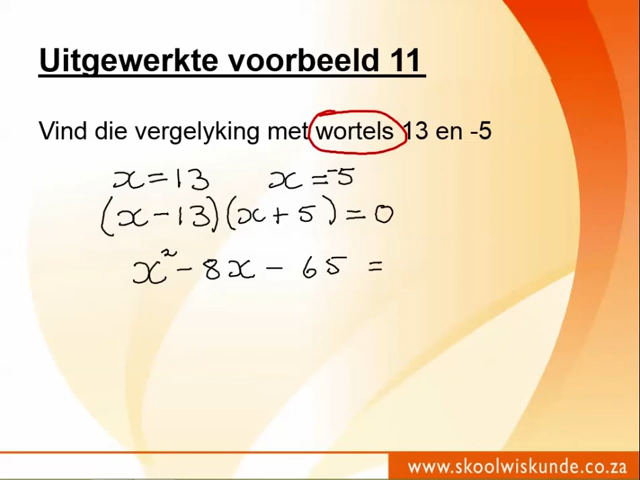 Uitgewerkte voorbeeld 11
Vind die vergelyking met wortels 13 en -5
x = 13 x = -5
(x - 13)(x + 5) = 0
x² - 8x - 65 =
www.skoolwiskunde.co.za